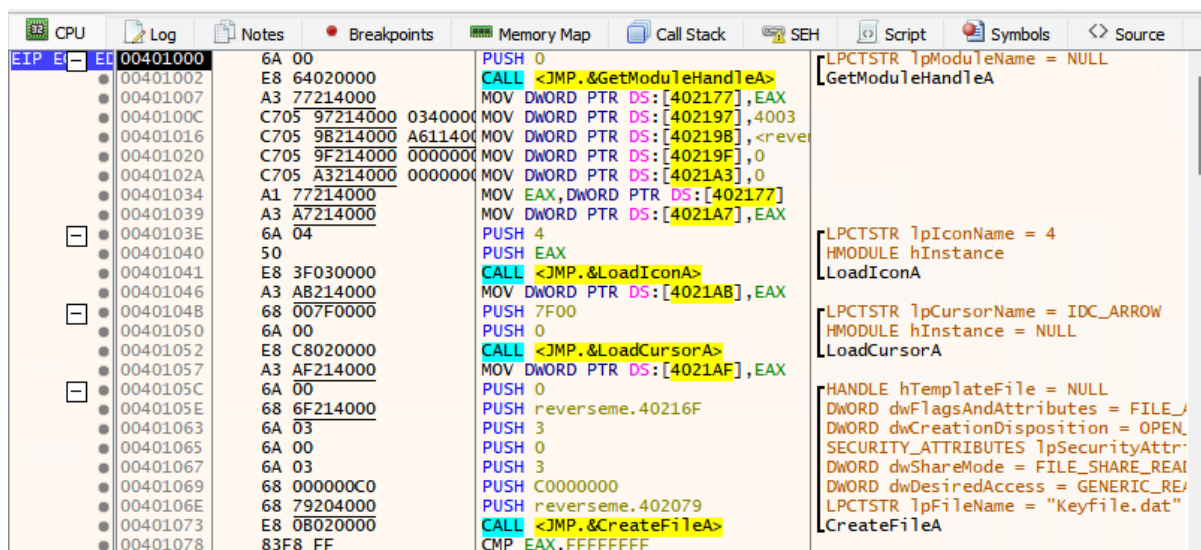 CPU Log Notes Breakpoints Memory Map Call Stack SEH Script Symbols Source
EIP 00401000 6A 00 PUSH 0 LPCTSTR lpModuleName = NULL
00401002 E8 64020000 CALL <JMP.&GetModuleHandleA> GetModuleHandleA
00401007 A3 77214000 MOV DWORD PTR DS:[402177],EAX
0040100C C705 97214000 0340000 MOV DWORD PTR DS:[402197],4003
00401016 C705 9B214000 A611400 MOV DWORD PTR DS:[40219B],<rever
00401020 C705 9F214000 0000000 MOV DWORD PTR DS:[40219F],0
0040102A C705 A3214000 0000000 MOV DWORD PTR DS:[4021A3],0
00401034 A1 77214000 MOV EAX,DWORD PTR DS:[402177]
00401039 A3 A7214000 MOV DWORD PTR DS:[4021A7],EAX
0040103E 6A 04 PUSH 4 LPCTSTR lpIconName = 4
00401040 50 PUSH EAX HMODULE hInstance
00401041 E8 3F030000 CALL <JMP.&LoadIconA> LoadIconA
00401046 A3 AB214000 MOV DWORD PTR DS:[4021AB],EAX
0040104B 68 007F0000 PUSH 7F00 LPCTSTR lpCursorName = IDC_ARROW
00401050 6A 00 PUSH 0 HMODULE hInstance = NULL
00401052 E8 C8020000 CALL <JMP.&LoadCursorA> LoadCursorA
00401057 A3 AF214000 MOV DWORD PTR DS:[4021AF],EAX
0040105C 6A 00 PUSH 0 HANDLE hTemplateFile = NULL
0040105E 68 6F214000 PUSH reverseme.40216F DWORD dwFlagsAndAttributes = FILE_A
00401063 6A 03 PUSH 3 DWORD dwCreationDisposition = OPEN_
00401065 6A 00 PUSH 0 SECURITY_ATTRIBUTES lpSecurityAttr
00401067 6A 03 PUSH 3 DWORD dwShareMode = FILE_SHARE_READ
00401069 68 000000C0 PUSH C0000000 DWORD dwDesiredAccess = GENERIC_REA
0040106E 68 79204000 PUSH reverseme.402079 LPCTSTR lpFileName = "Keyfile.dat"
00401073 E8 0B020000 CALL <JMP.&CreateFileA> CreateFileA
00401078 83F8 FF CMP EAX,FFFFFFFF